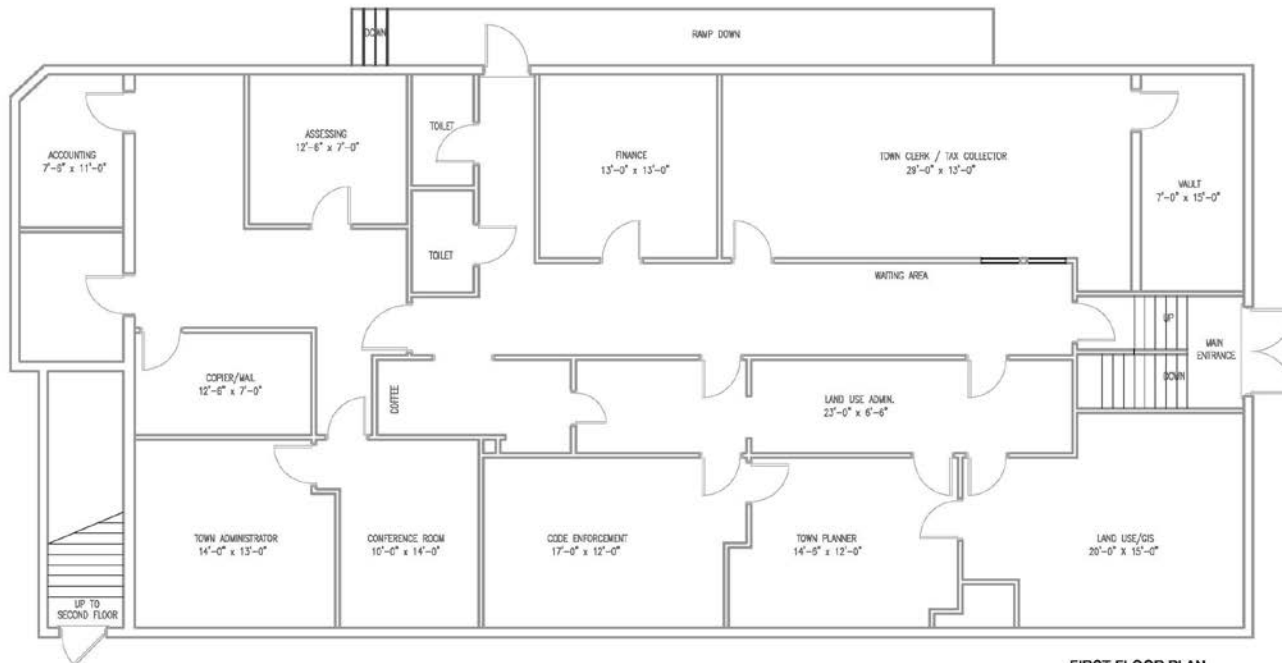 DOWN
RAMP DOWN
ACCOUNTING
7'-6" x 11'-0"
ASSESSING
12'-6" x 7'-0"
TOILET
FINANCE
13'-0" x 13'-0"
TOWN CLERK / TAX COLLECTOR
29'-0" x 13'-0"
VAULT
7'-0" x 15'-0"
TOILET
WAITING AREA
UP
MAIN
ENTRANCE
DOWN
COPIER/MAIL
12'-6" x 7'-0"
COFFEE
LAND USE ADMIN.
23'-0" x 6'-6"
TOWN ADMINISTRATOR
14'-0" x 13'-0"
CONFERENCE ROOM
10'-0" x 14'-0"
CODE ENFORCEMENT
17'-0" x 12'-0"
TOWN PLANNER
14'-6" x 12'-0"
LAND USE/GIS
20'-0" X 15'-0"
UP TO
SECOND FLOOR
FIRST FLOOR PLAN